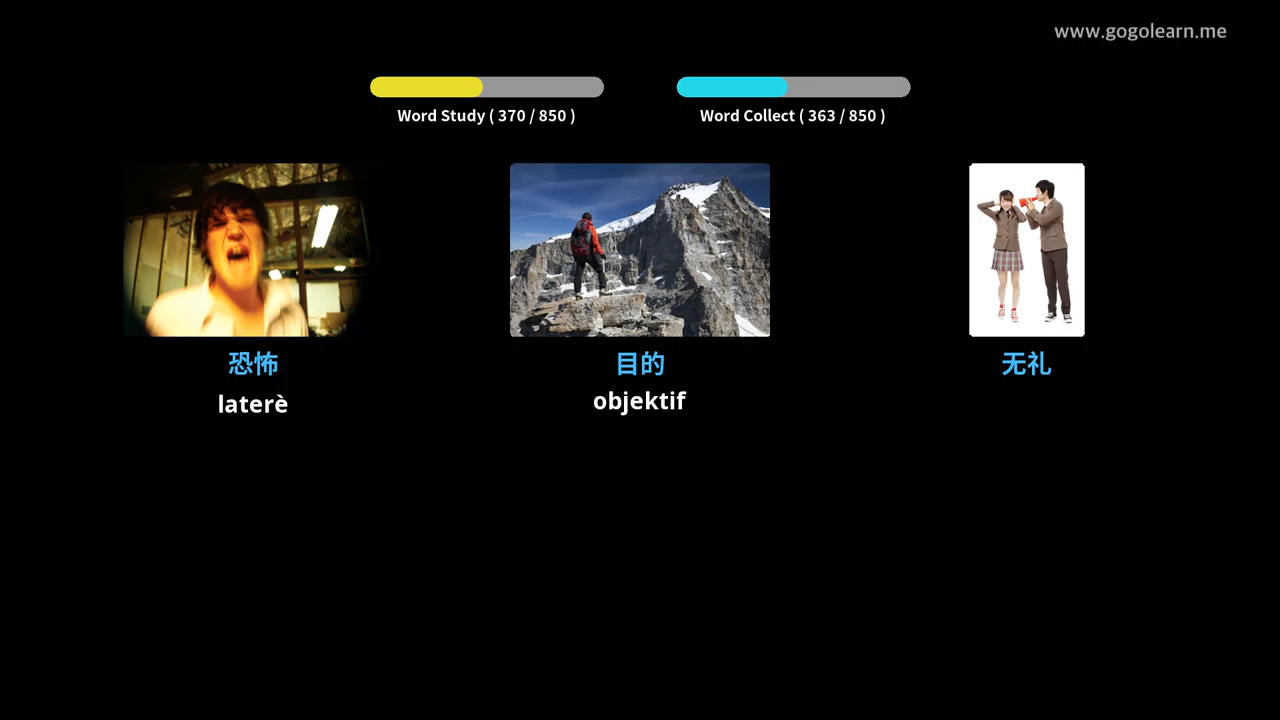 www.gogolearn.me
Word Study ( 370 / 850 )
Word Collect ( 363 / 850 )
恐怖
目的
无礼
laterè
objektif